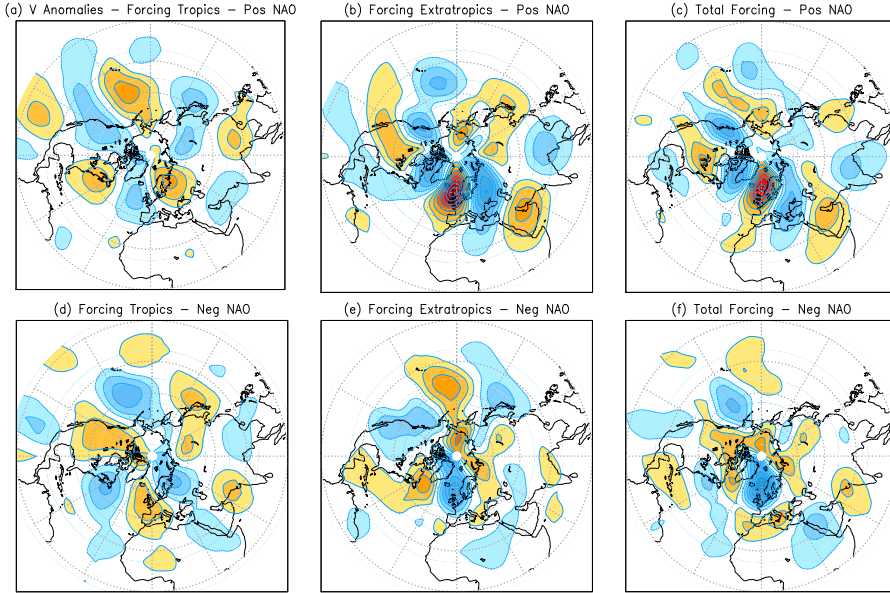 (a) V Anomalies – Forcing Tropics – Pos NAO
(b) Forcing Extratropics – Pos NAO
(c) Total Forcing – Pos NAO
(d) Forcing Tropics – Neg NAO
(e) Forcing Extratropics – Neg NAO
(f) Total Forcing – Neg NAO